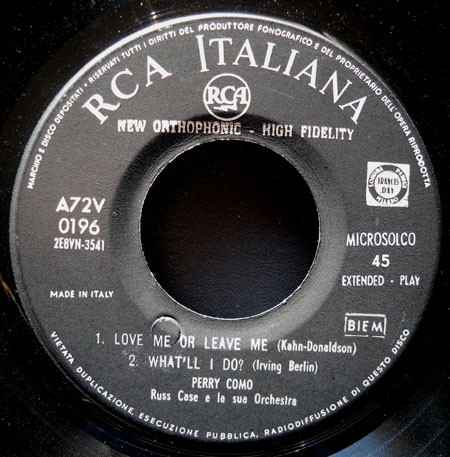 MARCHIO E DISCO DEPOSITATI • RISERVATI TUTTI I DIRITTI DEL PRODUTTORE FONOGRAFICO E DEL PROPRIETARIO DELL'OPERA RIPRODOTTA
RCA ITALIANA
RCA
NEW ORTHOPHONIC - HIGH FIDELITY
FRANCIS
DAY
MILANO
A72V
0196
2E8VN-3541
MICROSOLCO
45
EXTENDED - PLAY
MADE IN ITALY
BIEM
1. LOVE ME OR LEAVE ME (Kahn-Donaldson)
2. WHAT'LL I DO? (Irving Berlin)
PERRY COMO
Russ Case e la sua Orchestra
VIETATA DUPLICAZIONE, ESECUZIONE PUBBLICA, RADIODIFFUSIONE DI QUESTO DISCO